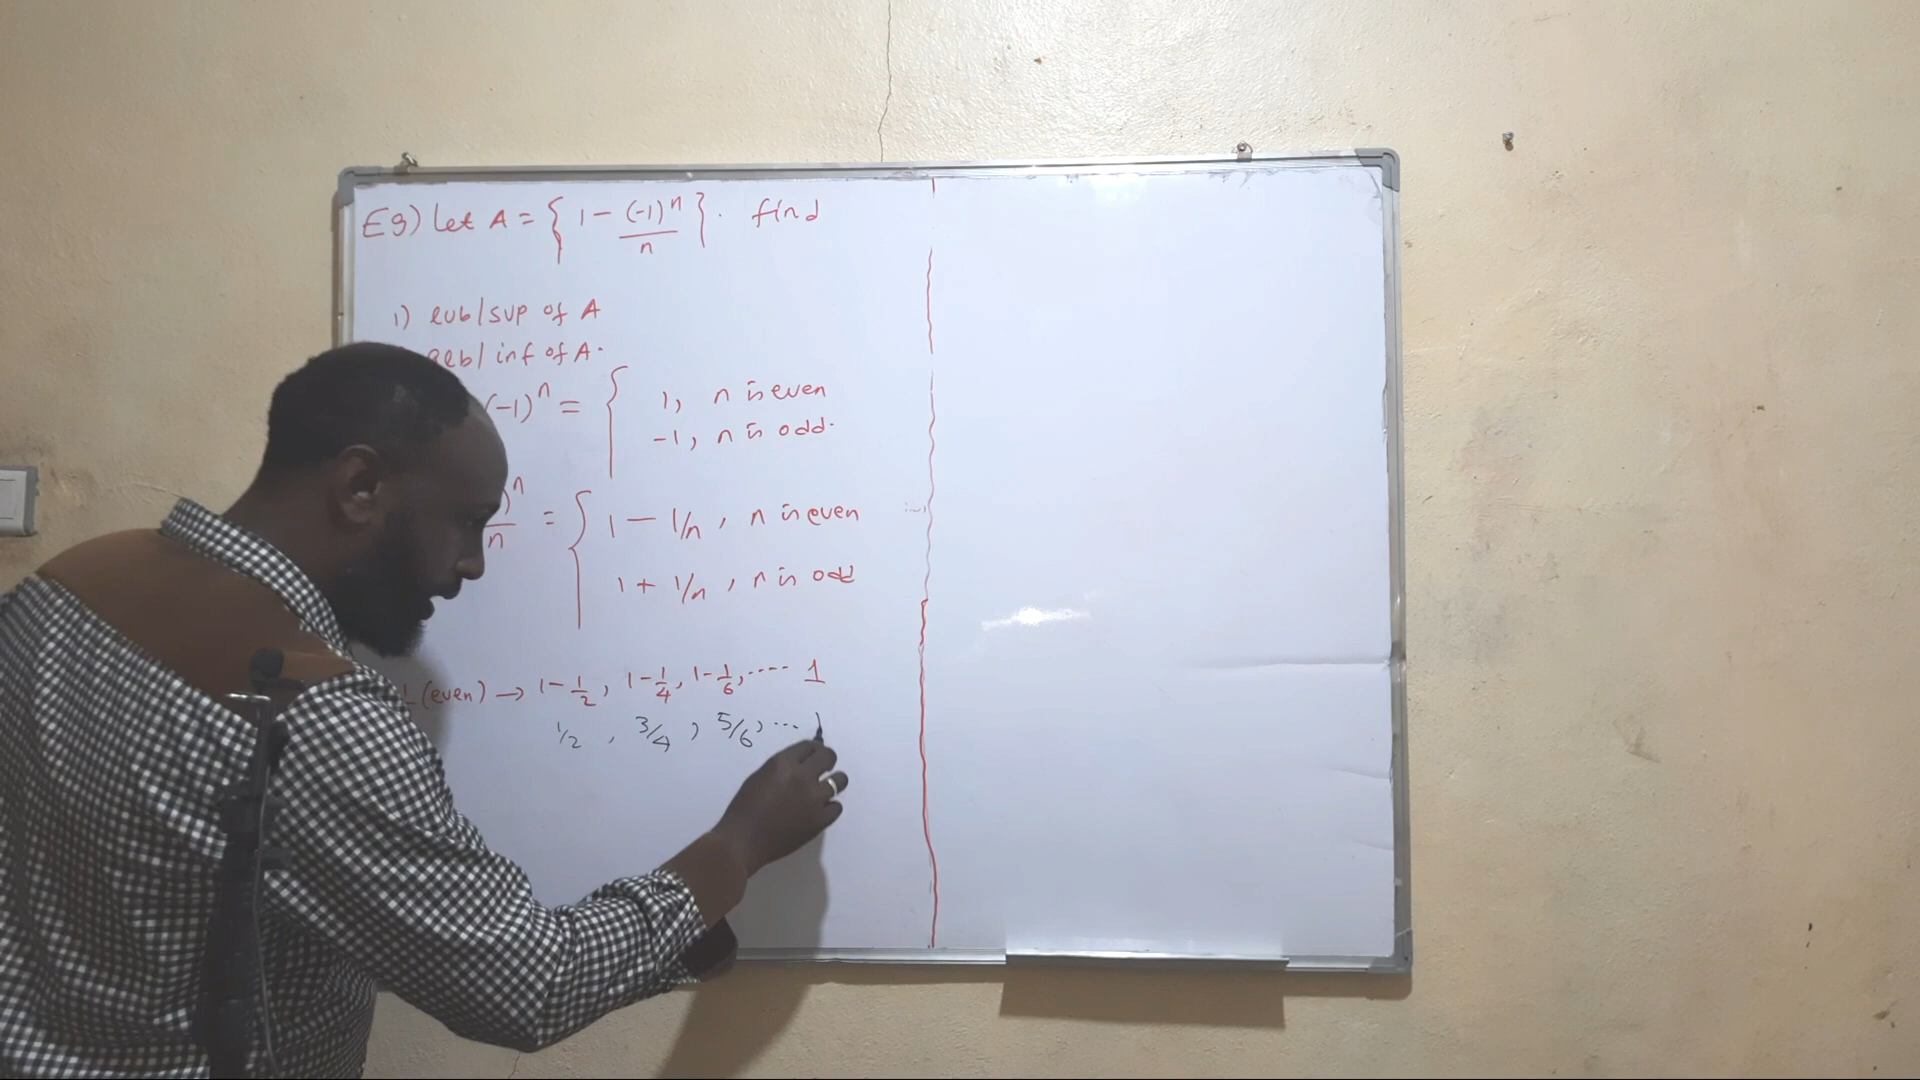 Eg) let A = { 1 - (-1)^n / n }. find
1) lub/sup of A
glb/ inf of A.
(-1)^n = { 1, n is even
-1, n is odd.
)^n / n = { 1 - 1/n, n is even
1 + 1/n, n is odd
(even) → 1-1/2, 1-1/4, 1-1/6, ..... 1
1/2, 3/4, 5/6, ... 1